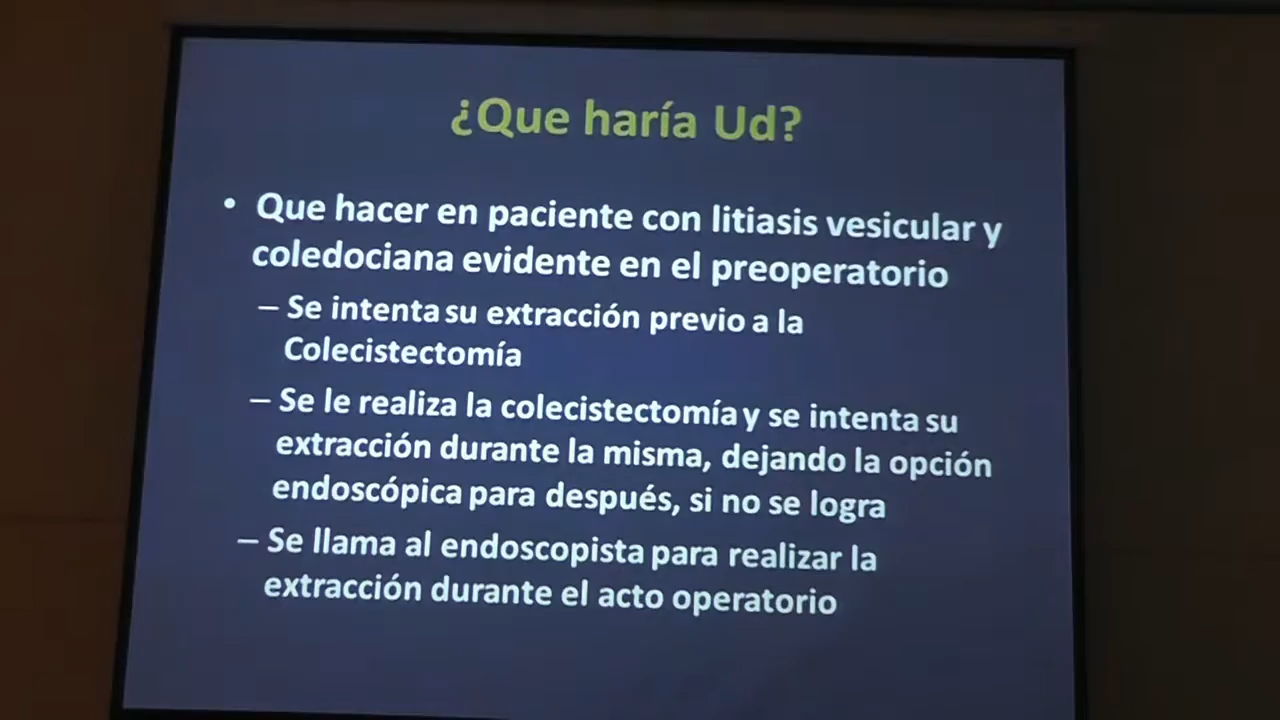 ¿Que haría Ud?
• Que hacer en paciente con litiasis vesicular y
coledociana evidente en el preoperatorio
– Se intenta su extracción previo a la
Colecistectomía
– Se le realiza la colecistectomía y se intenta su
extracción durante la misma, dejando la opción
endoscópica para después, si no se logra
– Se llama al endoscopista para realizar la
extracción durante el acto operatorio